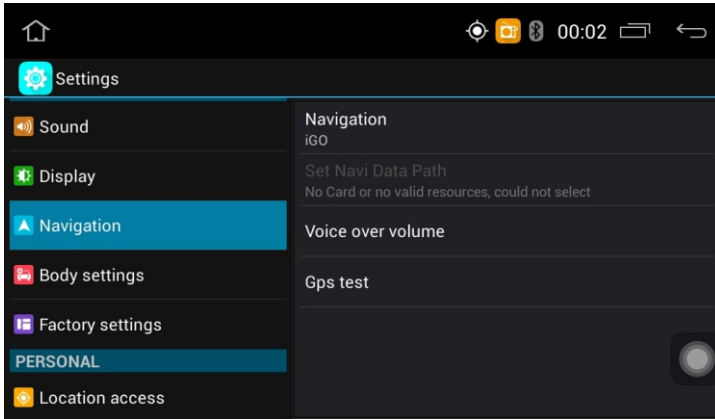 00:02
Settings
Sound
Display
Navigation
Body settings
Factory settings
PERSONAL
Location access
Navigation
iGO
Set Navi Data Path
No Card or no valid resources, could not select
Voice over volume
Gps test